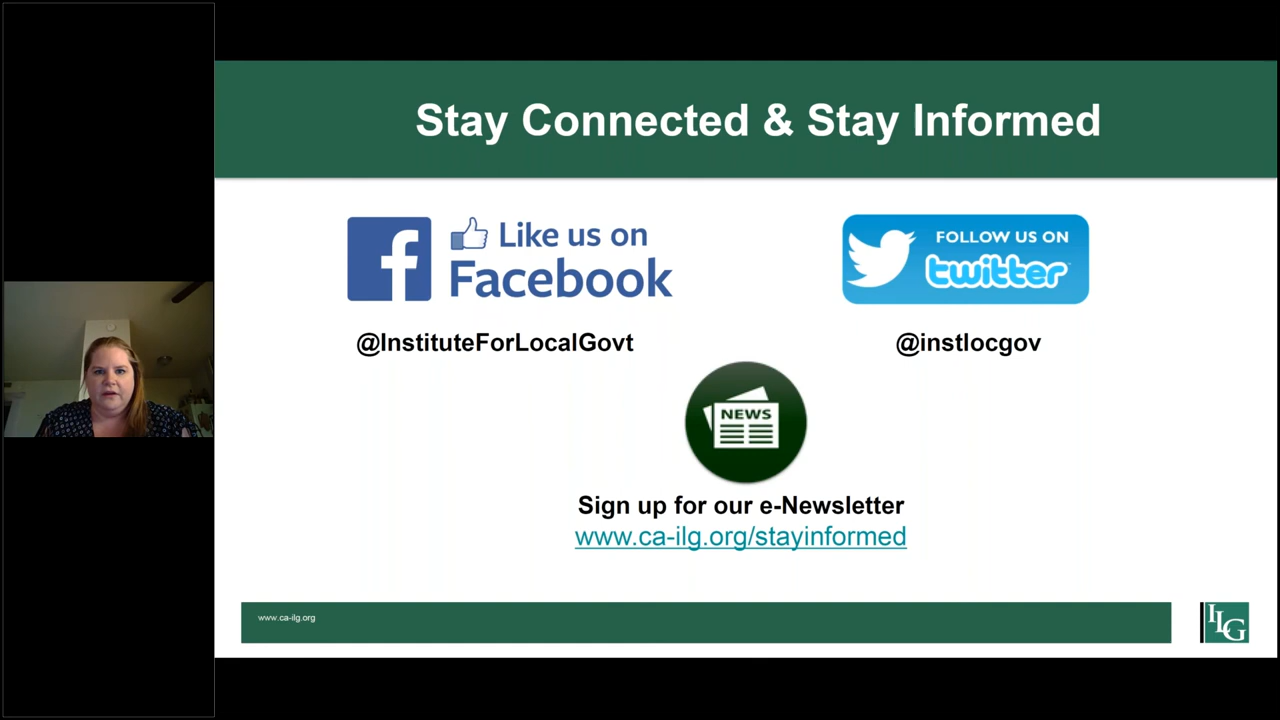 Stay Connected & Stay Informed
f
Like us on
Facebook
FOLLOW US ON
twitter
@InstituteForLocalGovt
@instlocgov
NEWS
Sign up for our e-Newsletter
www.ca-ilg.org/stayinformed
www.ca-ilg.org
ILG